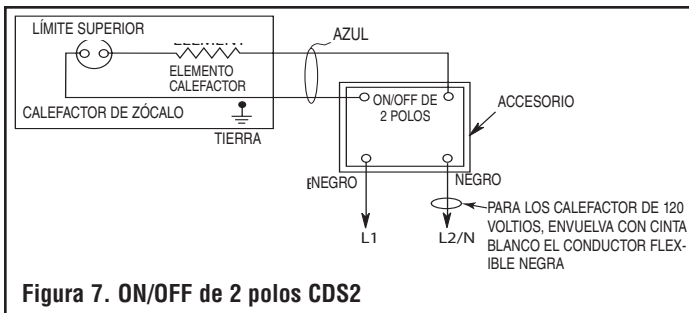 LÍMITE SUPERIOR
AZUL
ELEMENTO
CALEFACTOR
CALEFACTOR DE ZÓCALO
TIERRA
ON/OFF DE
2 POLOS
ACCESORIO
NEGRO
NEGRO
L1
L2/N
PARA LOS CALEFACTOR DE 120
VOLTIOS, ENVUELVA CON CINTA
BLANCO EL CONDUCTOR FLEX-
IBLE NEGRA
Figura 7. ON/OFF de 2 polos CDS2